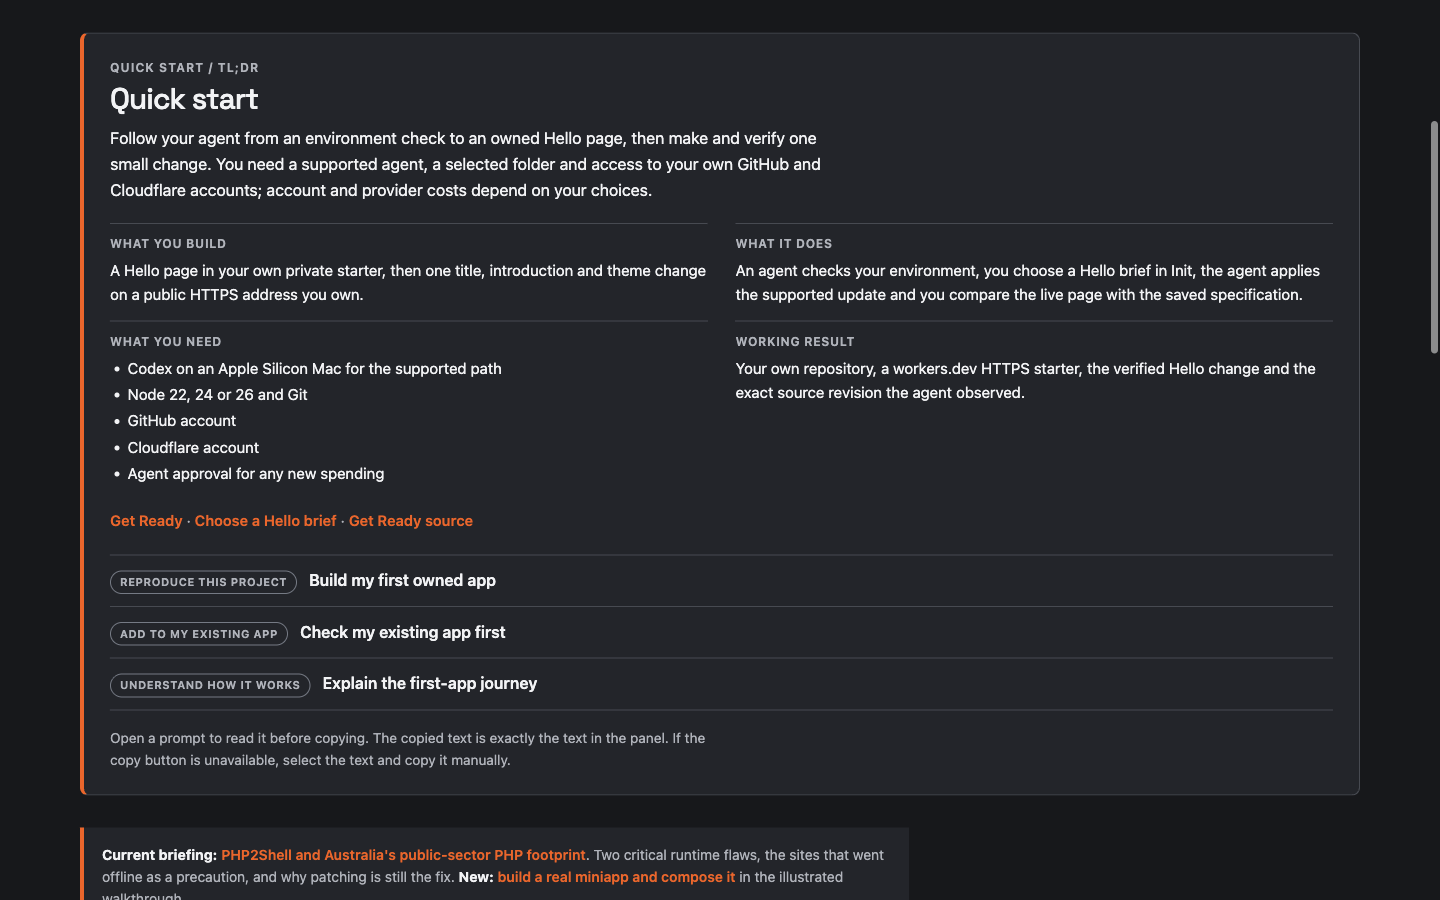 QUICK START / TL;DR
Quick start
Follow your agent from an environment check to an owned Hello page, then make and verify one
small change. You need a supported agent, a selected folder and access to your own GitHub and
Cloudflare accounts; account and provider costs depend on your choices.
WHAT YOU BUILD
A Hello page in your own private starter, then one title, introduction and theme change
on a public HTTPS address you own.
WHAT IT DOES
An agent checks your environment, you choose a Hello brief in Init, the agent applies
the supported update and you compare the live page with the saved specification.
WHAT YOU NEED
• Codex on an Apple Silicon Mac for the supported path
• Node 22, 24 or 26 and Git
• GitHub account
• Cloudflare account
• Agent approval for any new spending
WORKING RESULT
Your own repository, a workers.dev HTTPS starter, the verified Hello change and the
exact source revision the agent observed.
Get Ready · Choose a Hello brief · Get Ready source
REPRODUCE THIS PROJECT Build my first owned app
ADD TO MY EXISTING APP Check my existing app first
UNDERSTAND HOW IT WORKS Explain the first-app journey
Open a prompt to read it before copying. The copied text is exactly the text in the panel. If the
copy button is unavailable, select the text and copy it manually.
Current briefing: PHP2Shell and Australia's public-sector PHP footprint. Two critical runtime flaws, the sites that went
offline as a precaution, and why patching is still the fix. New: build a real miniapp and compose it in the illustrated
walkthrough.